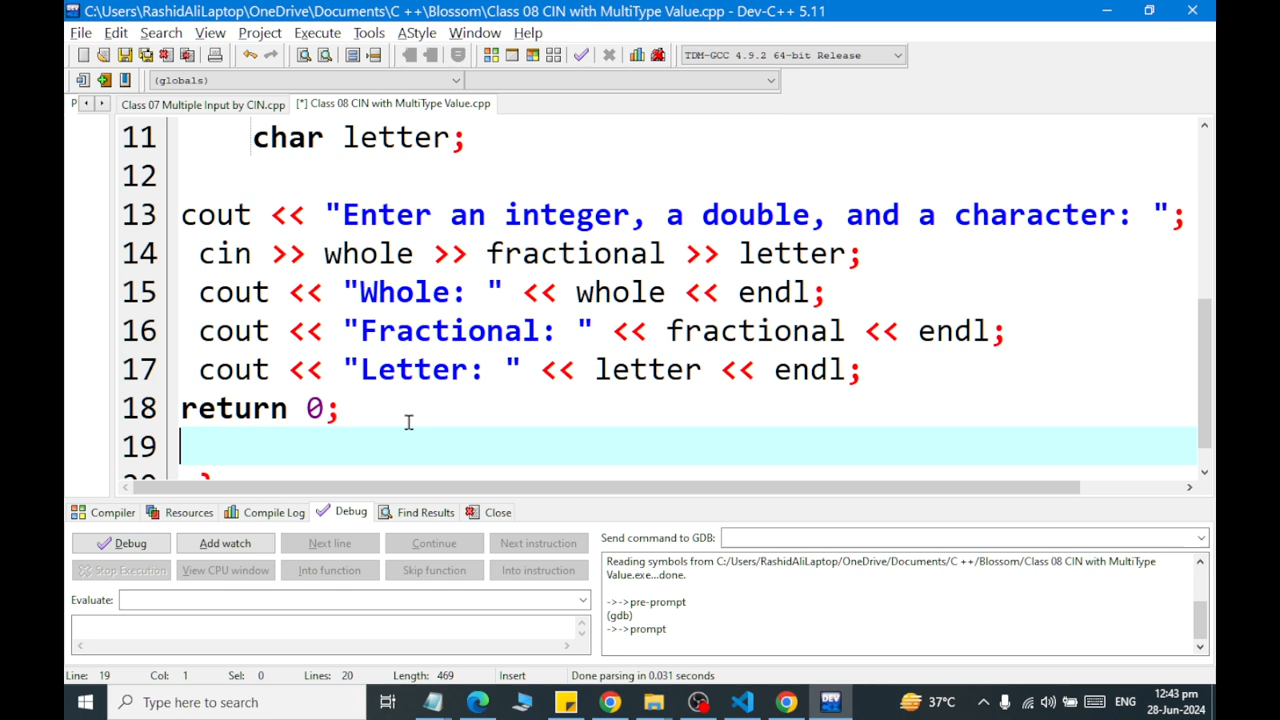 C:\Users\RashidAliLaptop\OneDrive\Documents\C ++\Blossom\Class 08 CIN with MultiType Value.cpp - Dev-C++ 5.11
File Edit Search View Project Execute Tools AStyle Window Help
TDM-GCC 4.9.2 64-bit Release
(globals)
P Class 07 Multiple Input by CIN.cpp [*] Class 08 CIN with MultiType Value.cpp
11 char letter;
12
13 cout << "Enter an integer, a double, and a character: ";
14 cin >> whole >> fractional >> letter;
15 cout << "Whole: " << whole << endl;
16 cout << "Fractional: " << fractional << endl;
17 cout << "Letter: " << letter << endl;
18 return 0;
19
20 }
Compiler Resources Compile Log Debug Find Results Close
Debug Add watch Next line Continue Next instruction
Stop Execution View CPU window Into function Skip function Into instruction
Evaluate:
Send command to GDB:
Reading symbols from C:/Users/RashidAliLaptop/OneDrive/Documents/C ++/Blossom/Class 08 CIN with MultiType
Value.exe...done.
->->pre-prompt
(gdb)
->->prompt
Line: 19 Col: 1 Sel: 0 Lines: 20 Length: 469 Insert Done parsing in 0.031 seconds
Type here to search
DEV
37°C
ENG
12:43 pm
28-Jun-2024